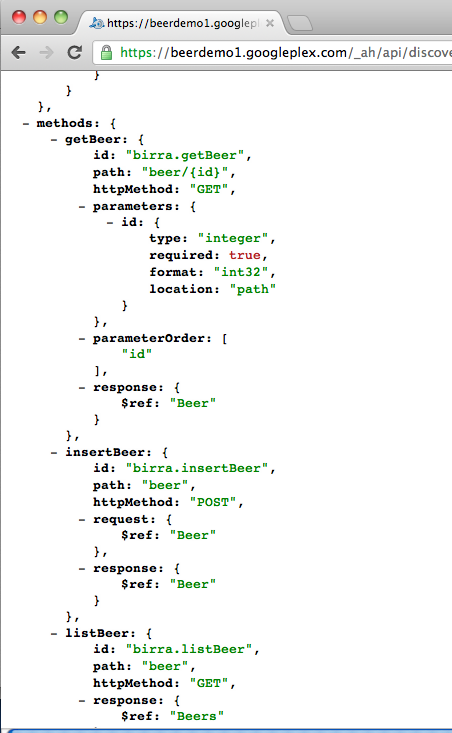 https://beerdemo1.googleple
https://beerdemo1.googleplex.com/_ah/api/discove
}
}
},
– methods: {
– getBeer: {
id: "birra.getBeer",
path: "beer/{id}",
httpMethod: "GET",
– parameters: {
– id: {
type: "integer",
required: true,
format: "int32",
location: "path"
}
},
– parameterOrder: [
"id"
],
– response: {
$ref: "Beer"
}
},
– insertBeer: {
id: "birra.insertBeer",
path: "beer",
httpMethod: "POST",
– request: {
$ref: "Beer"
},
– response: {
$ref: "Beer"
}
},
– listBeer: {
id: "birra.listBeer",
path: "beer",
httpMethod: "GET",
– response: {
$ref: "Beers"